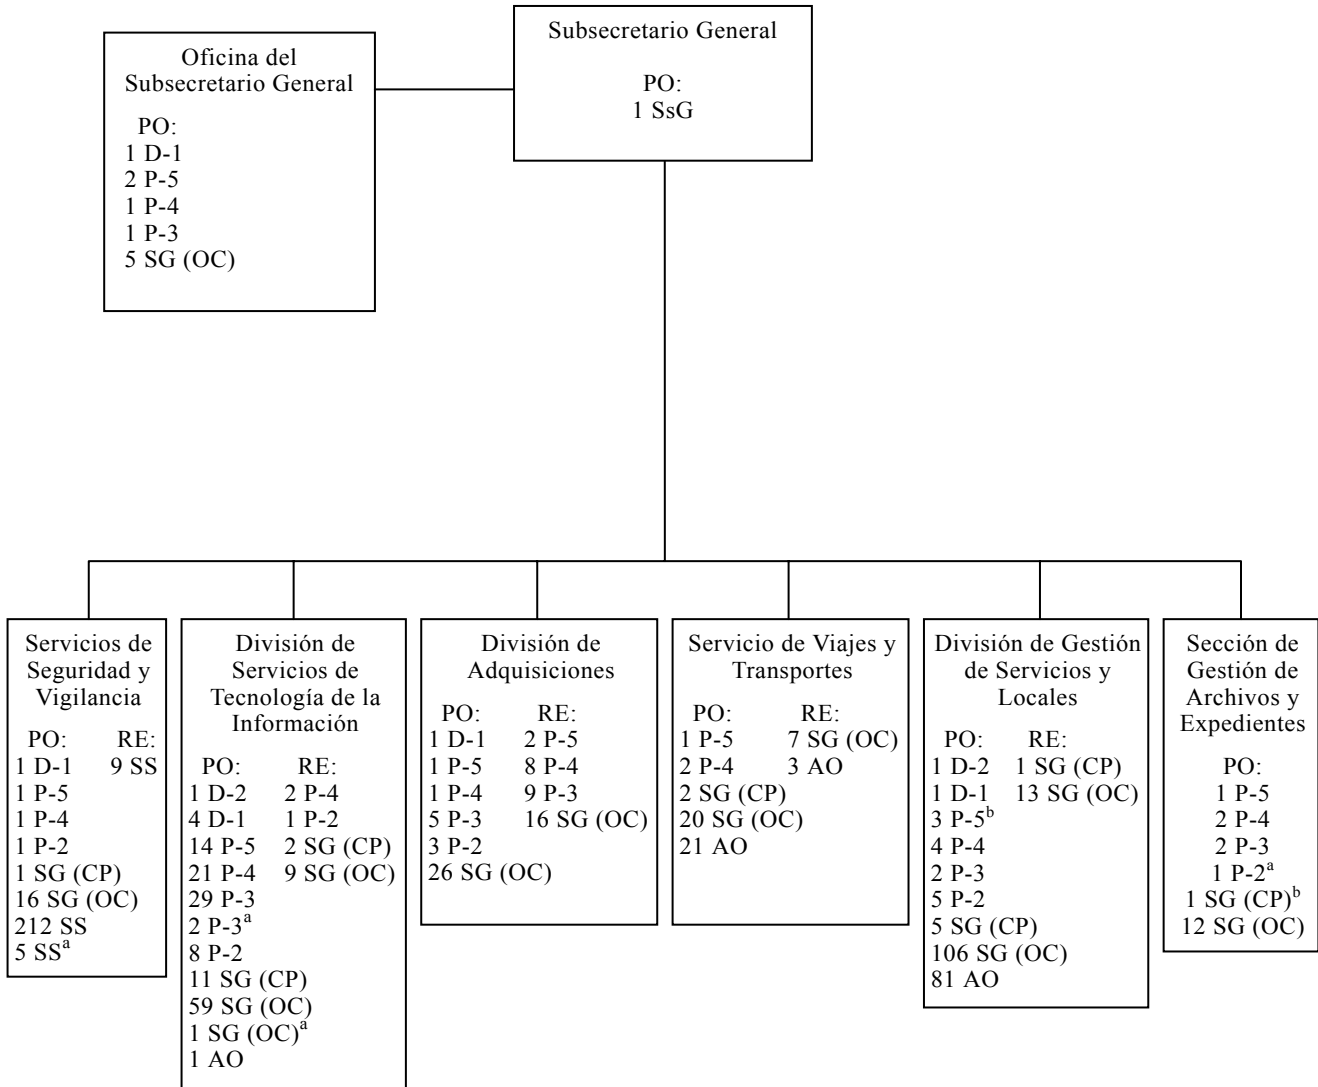 Subsecretario General
PO:
1 SsG
Oficina del
Subsecretario General
PO:
1 D-1
2 P-5
1 P-4
1 P-3
5 SG (OC)
Servicios de
Seguridad y
Vigilancia
PO: RE:
1 D-1 9 SS
1 P-5
1 P-4
1 P-2
1 SG (CP)
16 SG (OC)
212 SS
5 SSa
División de
Servicios de
Tecnología de la
Información
PO: RE:
1 D-2 2 P-4
4 D-1 1 P-2
14 P-5 2 SG (CP)
21 P-4 9 SG (OC)
29 P-3
2 P-3a
8 P-2
11 SG (CP)
59 SG (OC)
1 SG (OC)a
1 AO
División de
Adquisiciones
PO: RE:
1 D-1 2 P-5
1 P-5 8 P-4
1 P-4 9 P-3
5 P-3 16 SG (OC)
3 P-2
26 SG (OC)
Servicio de Viajes y
Transportes
PO: RE:
1 P-5 7 SG (OC)
2 P-4 3 AO
2 SG (CP)
20 SG (OC)
21 AO
División de Gestión
de Servicios y
Locales
PO: RE:
1 D-2 1 SG (CP)
1 D-1 13 SG (OC)
3 P-5b
4 P-4
2 P-3
5 P-2
5 SG (CP)
106 SG (OC)
81 AO
Sección de
Gestión de
Archivos y
Expedientes
PO:
1 P-5
2 P-4
2 P-3
1 P-2a
1 SG (CP)b
12 SG (OC)